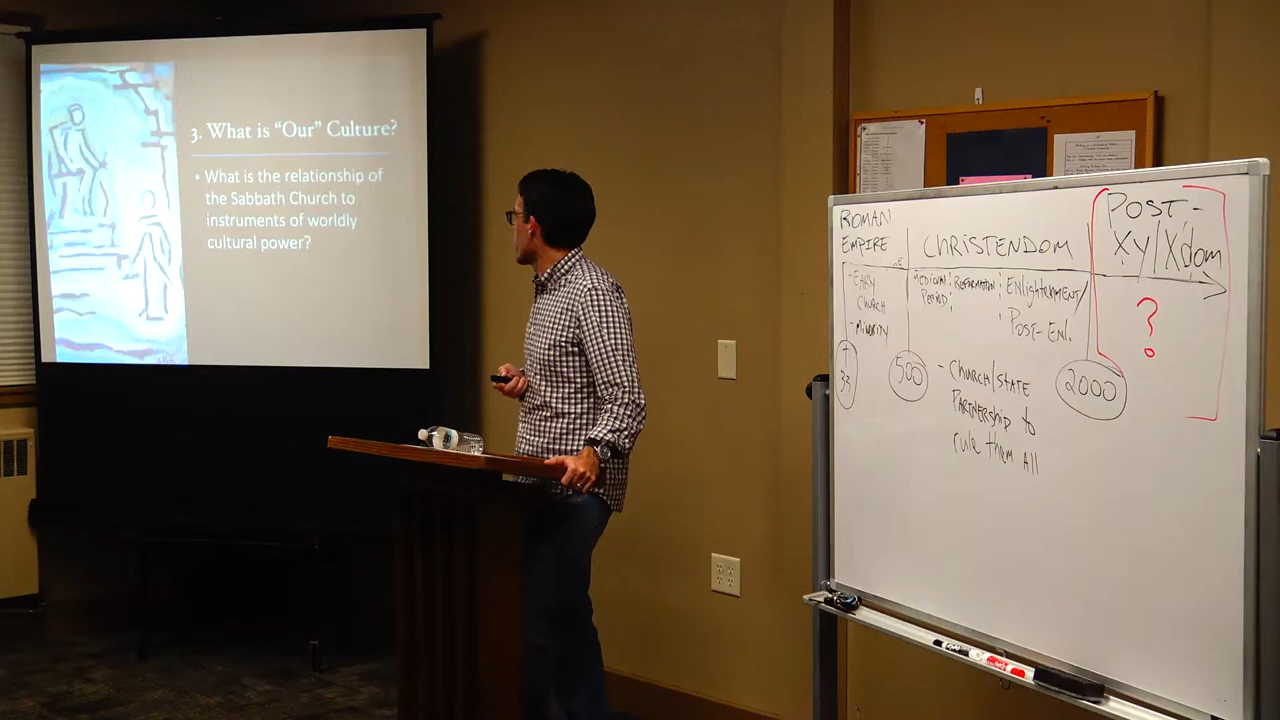 3. What is "Our" Culture?
• What is the relationship of
the Sabbath Church to
instruments of worldly
cultural power?
ROMAN
EMPIRE
- EARLY
CHURCH
- MINORITY
33
CHRISTENDOM
MEDIEVAL
PERIOD
REFORMATION
ENLIGHTENMENT/
POST-ENL.
500
- CHURCH/STATE
PARTNERSHIP to
rule them All
2000
POST-
Xy/Xdom
?